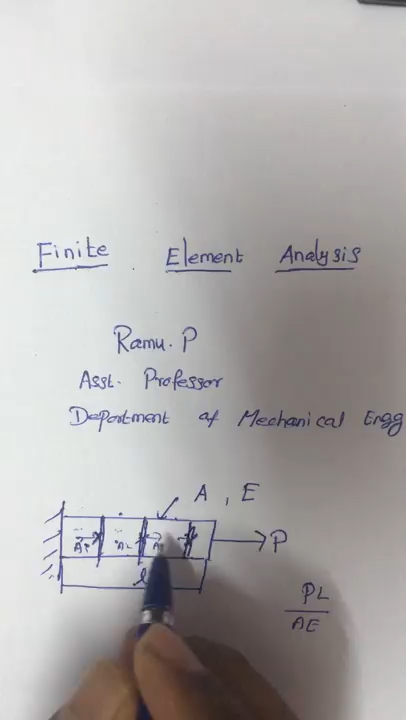 Finite Element Analysis
Ramu. P
Asst. Professor
Department of Mechanical Engg
A, E
P
l
PL
AE